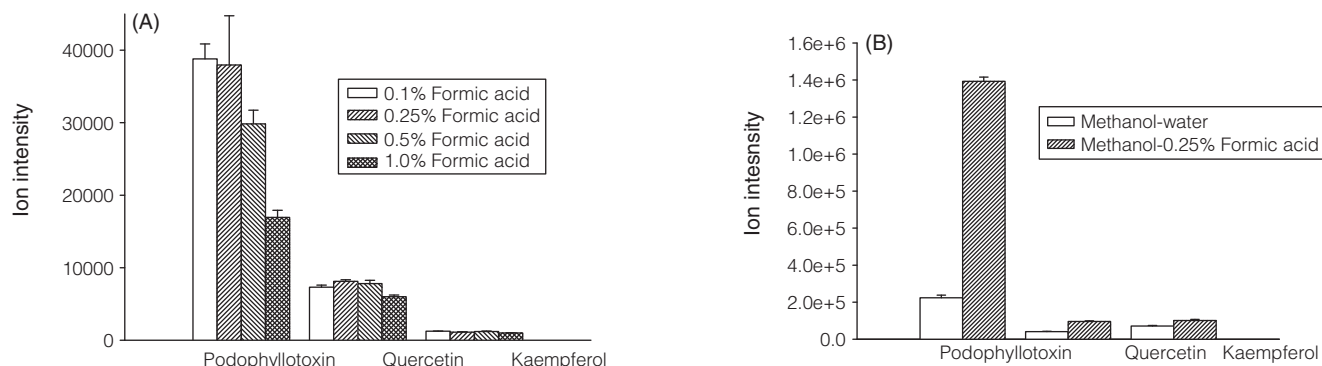 (A)
40000
30000
20000
10000
0
Ion intensity
0.1% Formic acid
0.25% Formic acid
0.5% Formic acid
1.0% Formic acid
Podophyllotoxin Quercetin Kaempferol
(B)
1.6e+6
1.4e+6
1.2e+6
1.0e+6
8.0e+5
6.0e+5
4.0e+5
2.0e+5
0.0
Ion intesnsity
Methanol-water
Methanol-0.25% Formic acid
Podophyllotoxin Quercetin Kaempferol